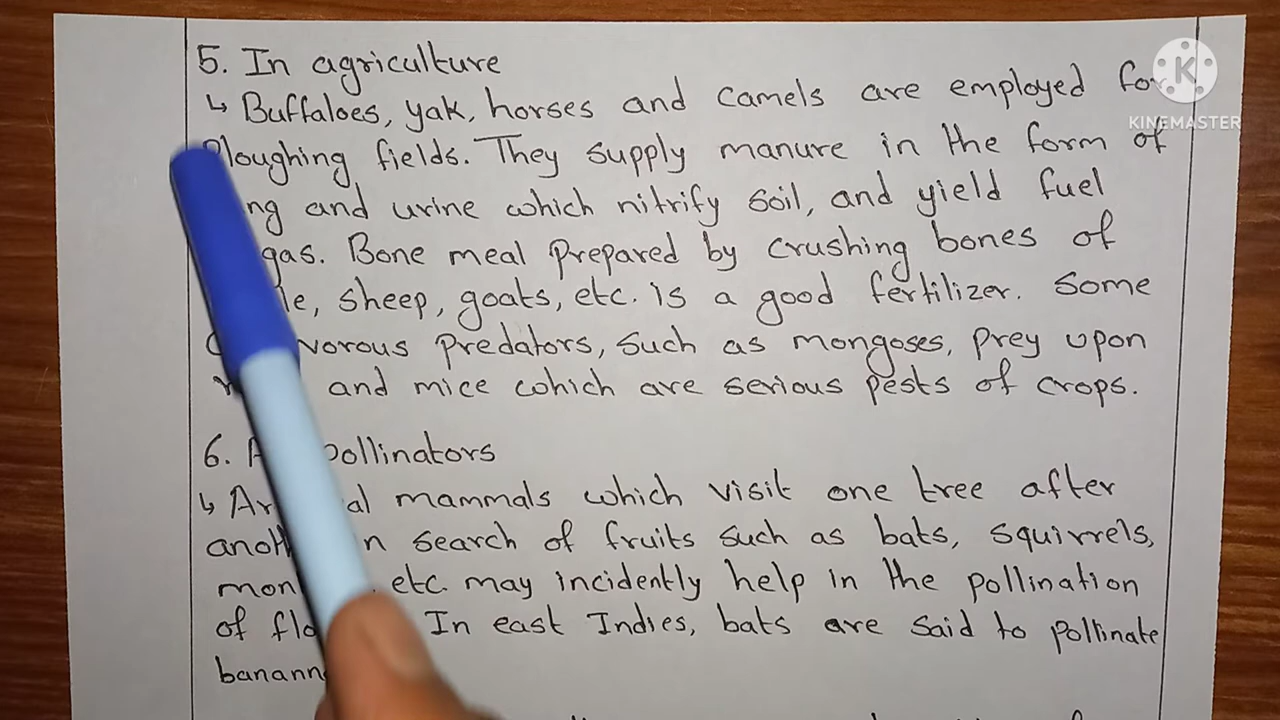 5. In agriculture
↳ Buffaloes, yak, horses and camels are employed for
Ploughing fields. They supply manure in the form of
and urine which nitrify soil, and yield fuel
gas. Bone meal prepared by crushing bones of
sheep, goats, etc. is a good fertilizer. Some
predators, such as mongoses, prey upon
and mice which are serious pests of crops.
6. pollinators
↳ mammals which visit one tree after
in search of fruits such as bats, squirrels,
etc. may incidently help in the pollination
of In east Indies, bats are said to pollinate
KINEMASTER